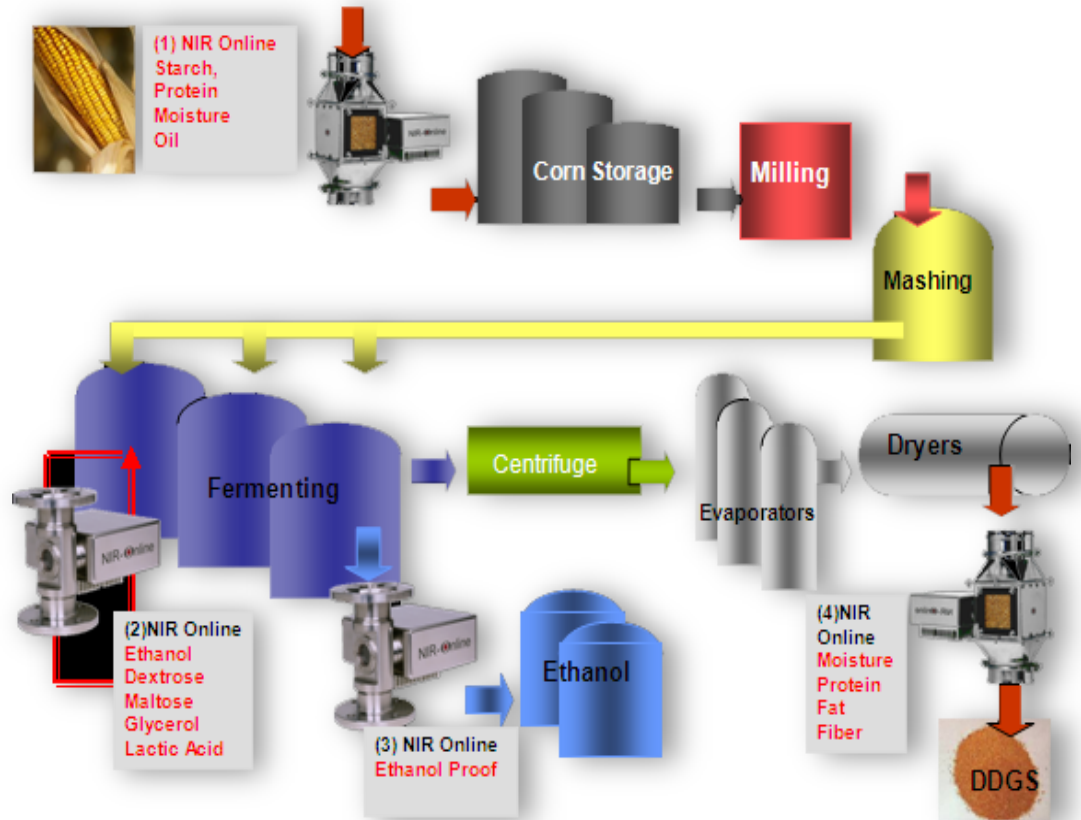 (1) NIR Online
Starch,
Protein
Moisture
Oil
NIR-Online
Corn Storage
Milling
Mashing
Fermenting
Centrifuge
Evaporators
Dryers
NIR-Online
(2)NIR Online
Ethanol
Dextrose
Maltose
Glycerol
Lactic Acid
NIR-Online
(3) NIR Online
Ethanol Proof
Ethanol
(4)NIR
Online
Moisture
Protein
Fat
Fiber
DDGS